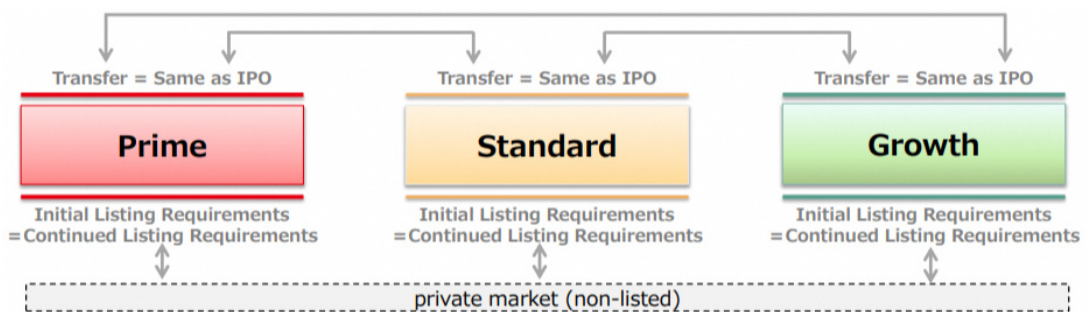 Transfer = Same as IPO
Transfer = Same as IPO
Transfer = Same as IPO
Prime
Standard
Growth
Initial Listing Requirements
=Continued Listing Requirements
Initial Listing Requirements
=Continued Listing Requirements
Initial Listing Requirements
=Continued Listing Requirements
private market (non-listed)